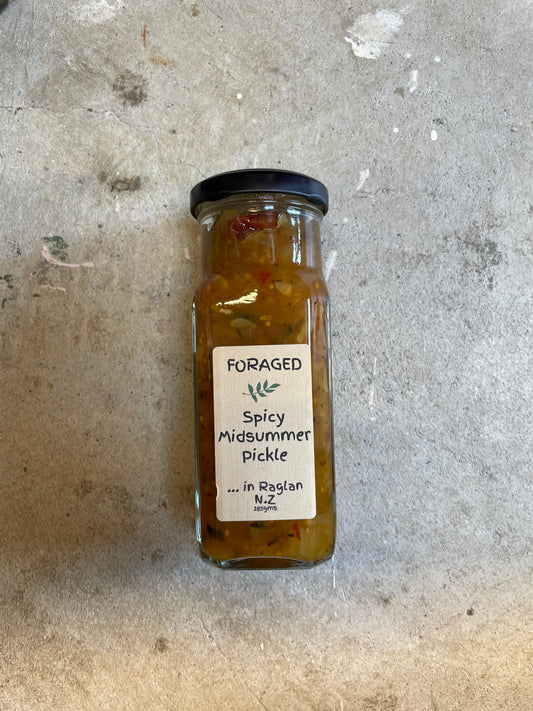 FORAGED
Spicy
Midsummer
Pickle
... in Raglan
N.Z
285gms